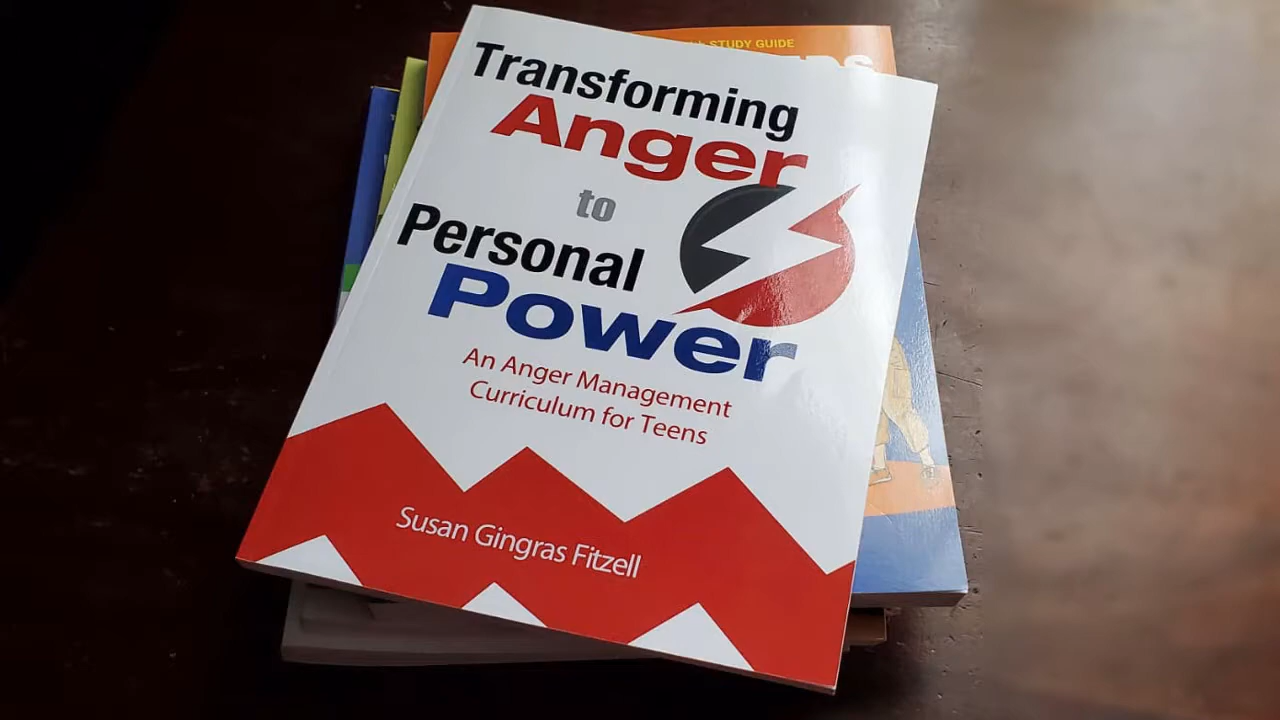 STUDY GUIDE
Transforming
Anger
to
Personal
Power
An Anger Management
Curriculum for Teens
Susan Gingras Fitzell